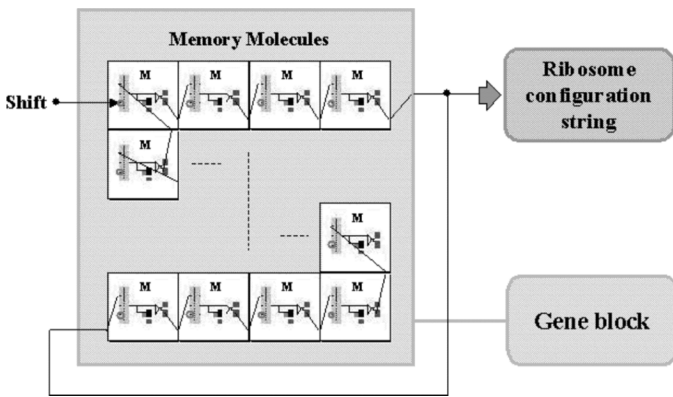 Memory Molecules
M M M M
Shift
M
M
M M M M
Ribosome
configuration
string
Gene block